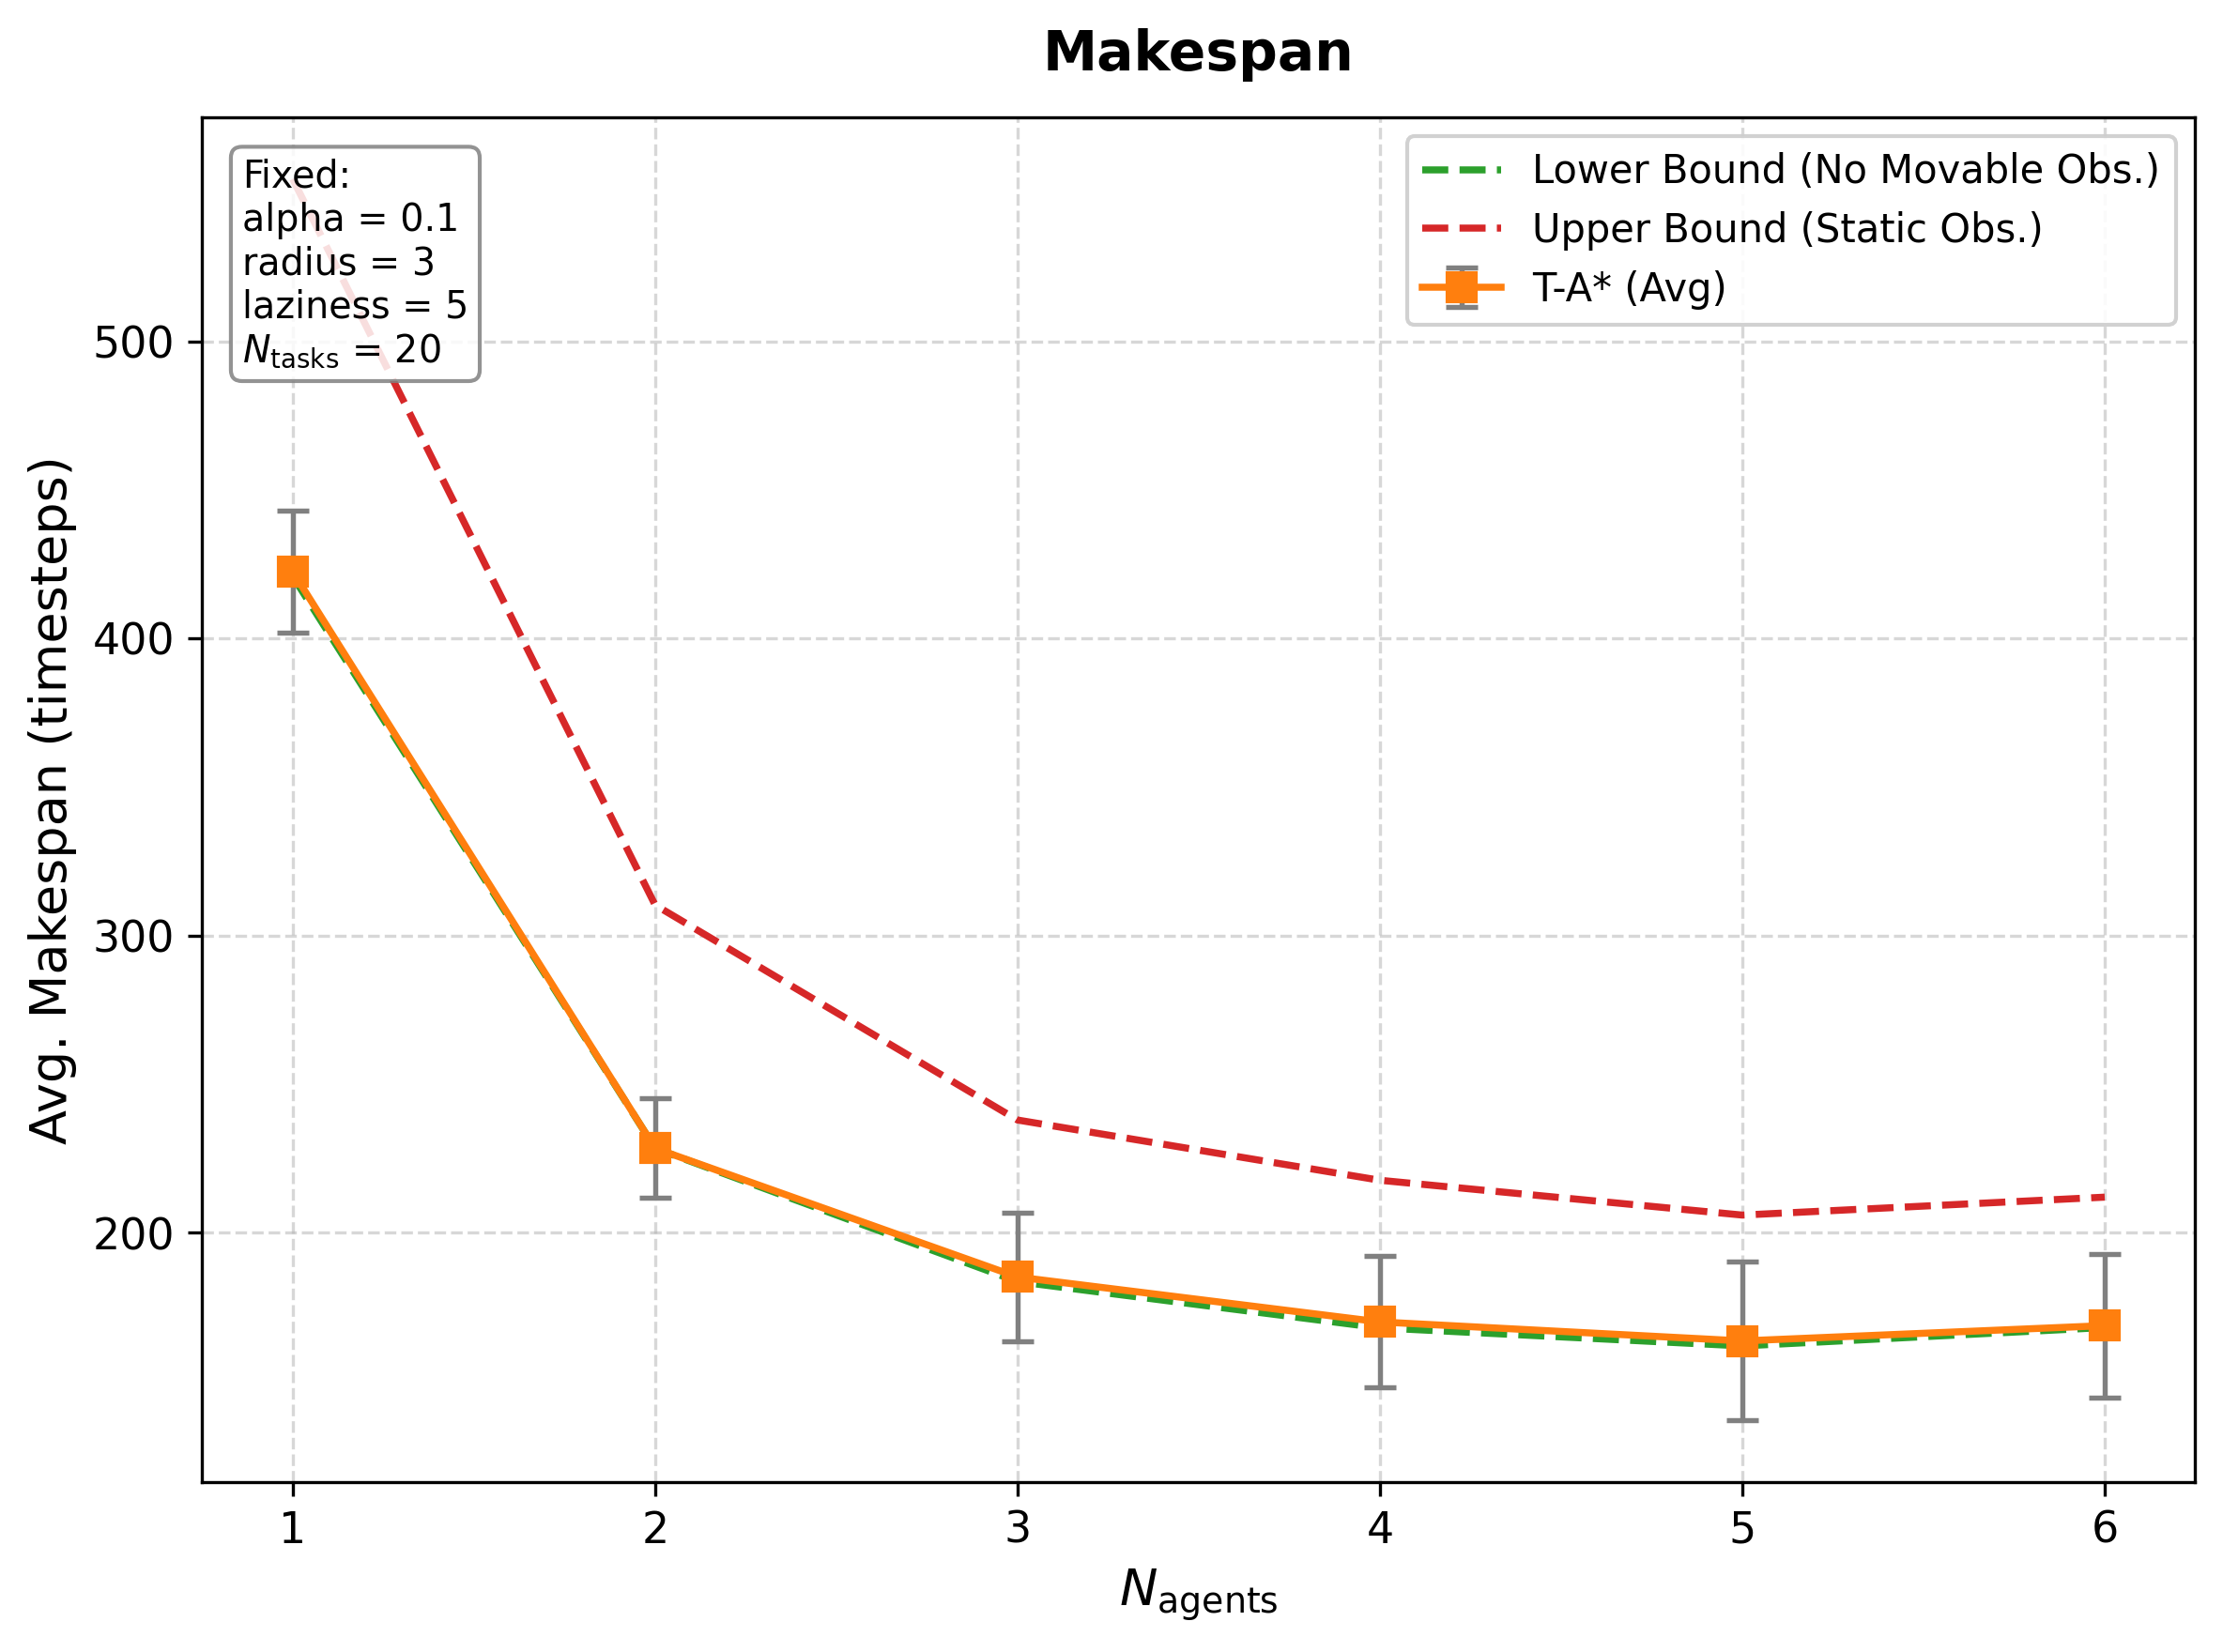 Makespan
Fixed:
alpha = 0.1
radius = 3
laziness = 5
N_tasks = 20
Lower Bound (No Movable Obs.)
Upper Bound (Static Obs.)
T-A* (Avg)
Avg. Makespan (timesteps)
500
400
300
200
1 2 3 4 5 6
N_agents